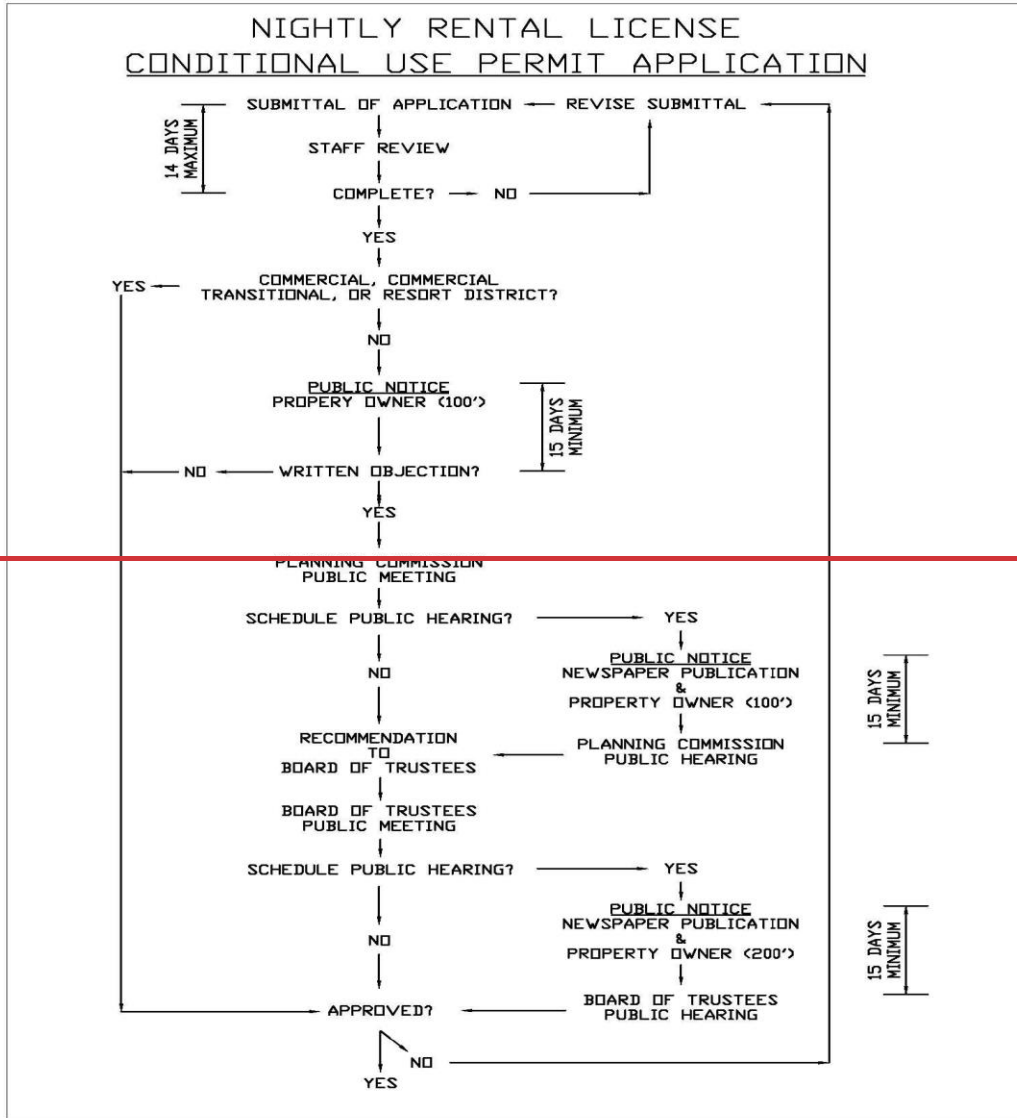 NIGHTLY RENTAL LICENSE
CONDITIONAL USE PERMIT APPLICATION
SUBMITTAL OF APPLICATION
REVISE SUBMITTAL
14 DAYS
MAXIMUM
STAFF REVIEW
COMPLETE?
NO
YES
COMMERCIAL, COMMERCIAL
TRANSITIONAL, OR RESORT DISTRICT?
YES
NO
PUBLIC NOTICE
PROPERY OWNER (100')
15 DAYS
MINIMUM
WRITTEN OBJECTION?
NO
YES
PLANNING COMMISSION
PUBLIC MEETING
SCHEDULE PUBLIC HEARING?
YES
NO
PUBLIC NOTICE
NEWSPAPER PUBLICATION
&
PROPERTY OWNER (100')
15 DAYS
MINIMUM
PLANNING COMMISSION
PUBLIC HEARING
RECOMMENDATION
TO
BOARD OF TRUSTEES
BOARD OF TRUSTEES
PUBLIC MEETING
SCHEDULE PUBLIC HEARING?
YES
NO
PUBLIC NOTICE
NEWSPAPER PUBLICATION
&
PROPERTY OWNER (200')
15 DAYS
MINIMUM
BOARD OF TRUSTEES
PUBLIC HEARING
APPROVED?
NO
YES